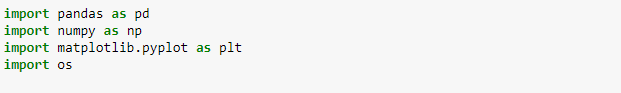 import pandas as pd
import numpy as np
import matplotlib.pyplot as plt
import os